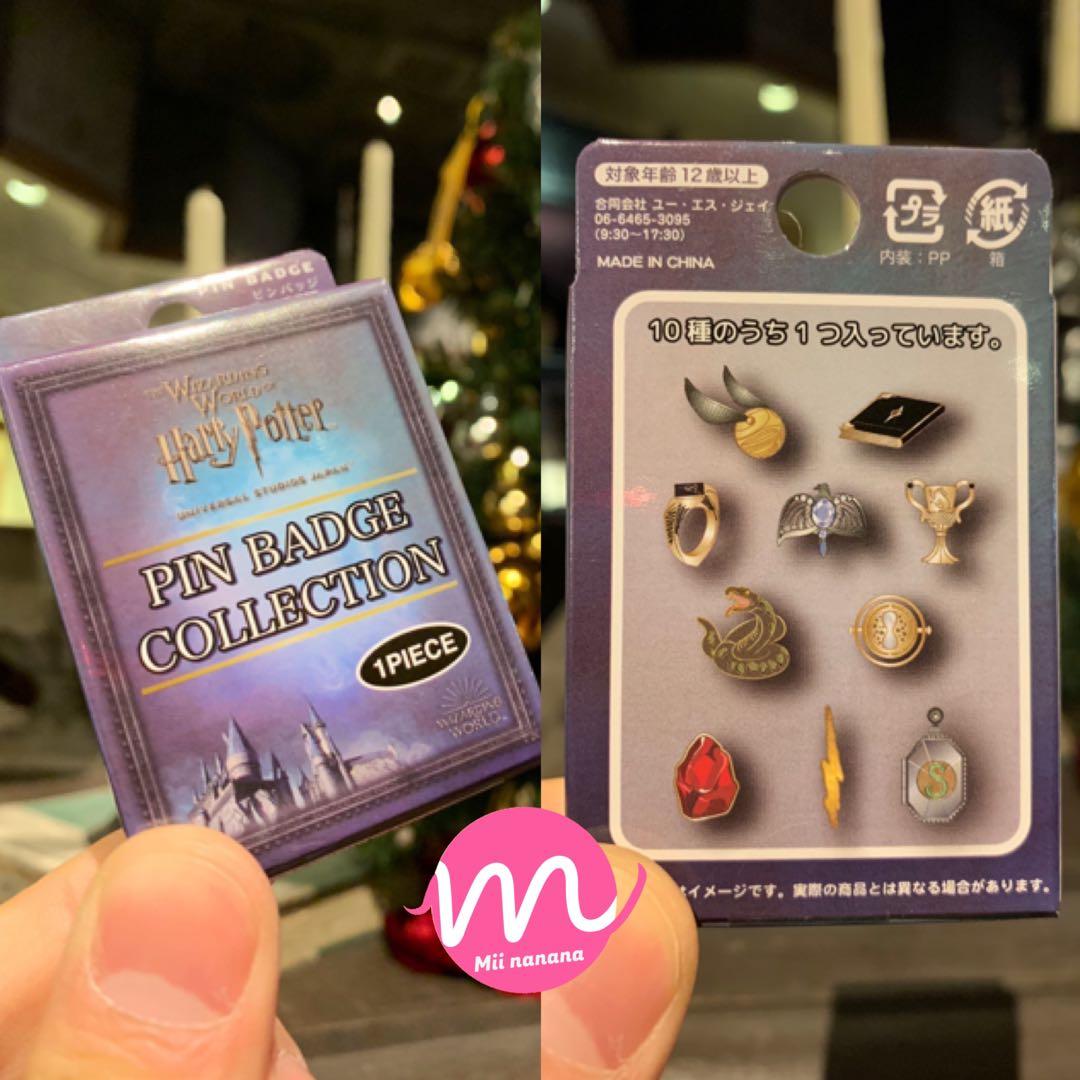 PIN BADGE
ピンバッジ
THE WIZARDING
WORLD OF
Harry Potter
UNIVERSAL STUDIOS JAPAN
PIN BADGE
COLLECTION
1PIECE
WIZARDING
WORLD
対象年齢12歳以上
合同会社 ユー・エス・ジェイ
06-6465-3095
(9:30〜17:30)
MADE IN CHINA
プラ
内装:PP
紙
箱
10種のうち1つ入っています。
S
イメージです。実際の商品とは異なる場合があります。
m
Mii nanana